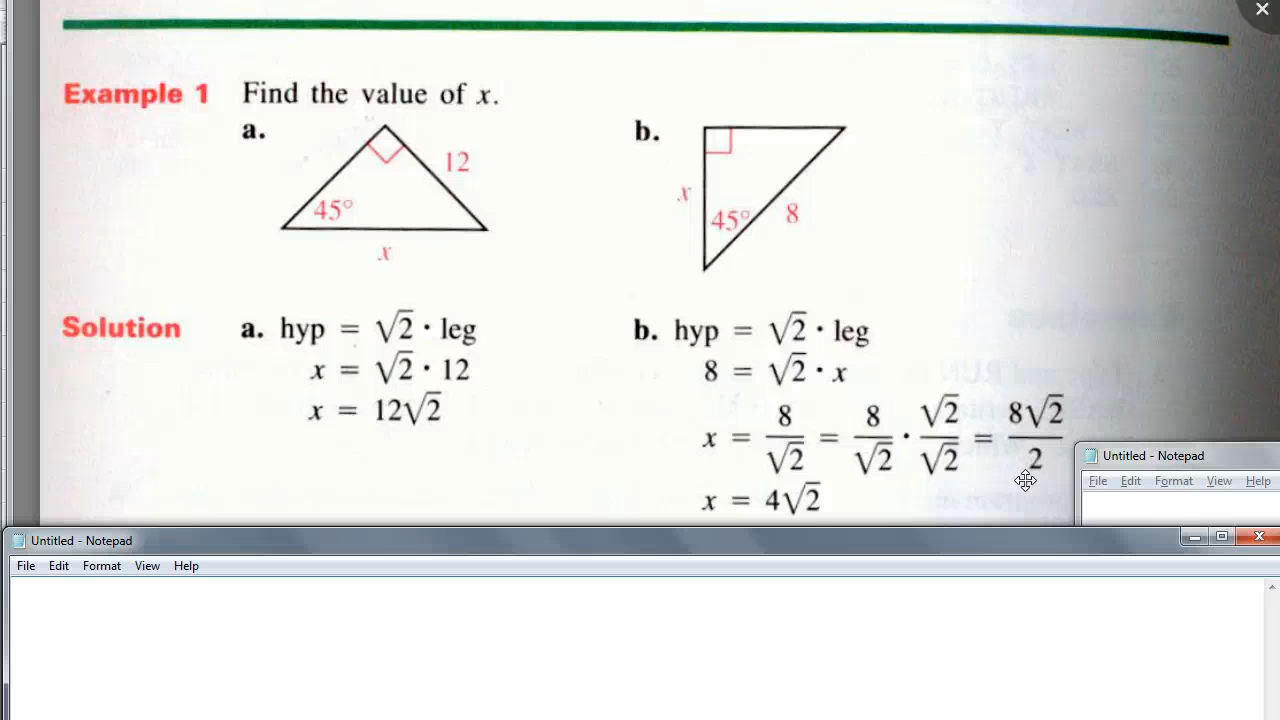 Example 1 Find the value of x.
a.
12
45°
x
b.
x
45°
8
Solution
a. hyp = √2 · leg
x = √2 · 12
x = 12√2
b. hyp = √2 · leg
8 = √2 · x
x = 8/√2 = 8/√2 · √2/√2 = 8√2/2
x = 4√2
Untitled - Notepad
File Edit Format View Help
Untitled - Notepad
File Edit Format View Help